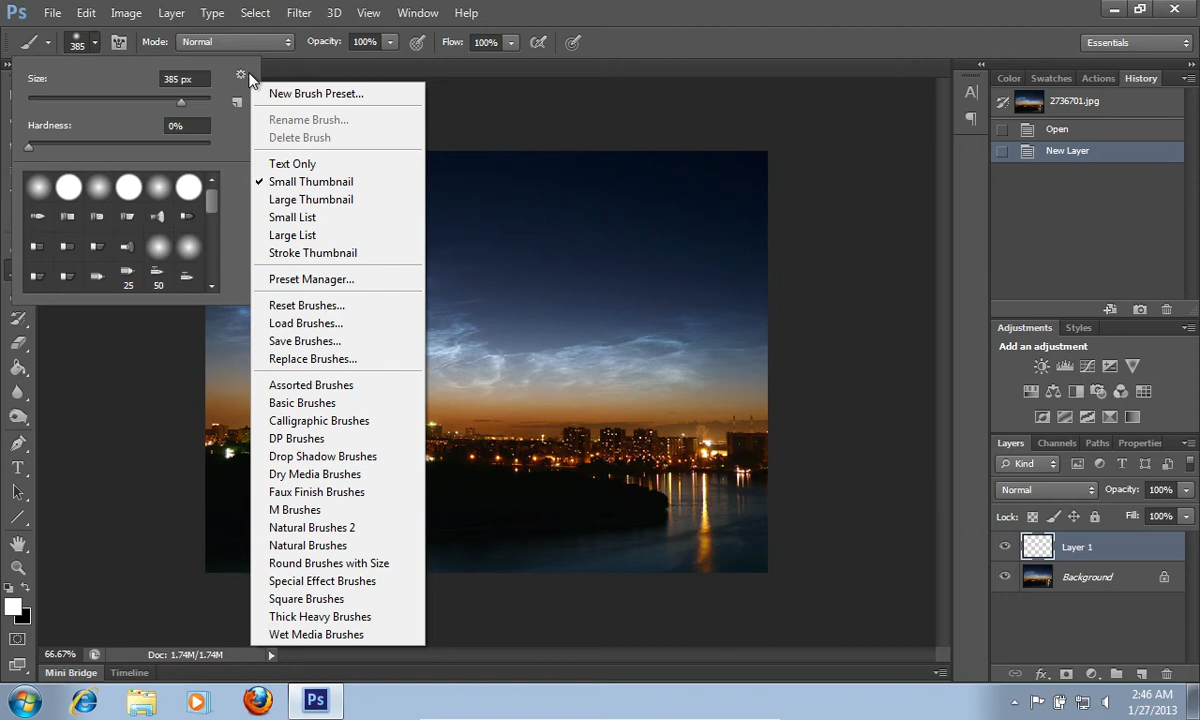 Ps File Edit Image Layer Type Select Filter 3D View Window Help
385 Mode: Normal Opacity: 100% Flow: 100% Essentials
Size: 385 px
Hardness: 0%
25 50
New Brush Preset...
Rename Brush...
Delete Brush
Text Only
Small Thumbnail
Large Thumbnail
Small List
Large List
Stroke Thumbnail
Preset Manager...
Reset Brushes...
Load Brushes...
Save Brushes...
Replace Brushes...
Assorted Brushes
Basic Brushes
Calligraphic Brushes
DP Brushes
Drop Shadow Brushes
Dry Media Brushes
Faux Finish Brushes
M Brushes
Natural Brushes 2
Natural Brushes
Round Brushes with Size
Special Effect Brushes
Square Brushes
Thick Heavy Brushes
Wet Media Brushes
Color Swatches Actions History
2736701.jpg
Open
New Layer
Adjustments Styles
Add an adjustment
Layers Channels Paths Properties
Kind
Normal Opacity: 100%
Lock: Fill: 100%
Layer 1
Background
66.67% Doc: 1.74M/1.74M
Mini Bridge Timeline
Ps
2:46 AM
1/27/2013